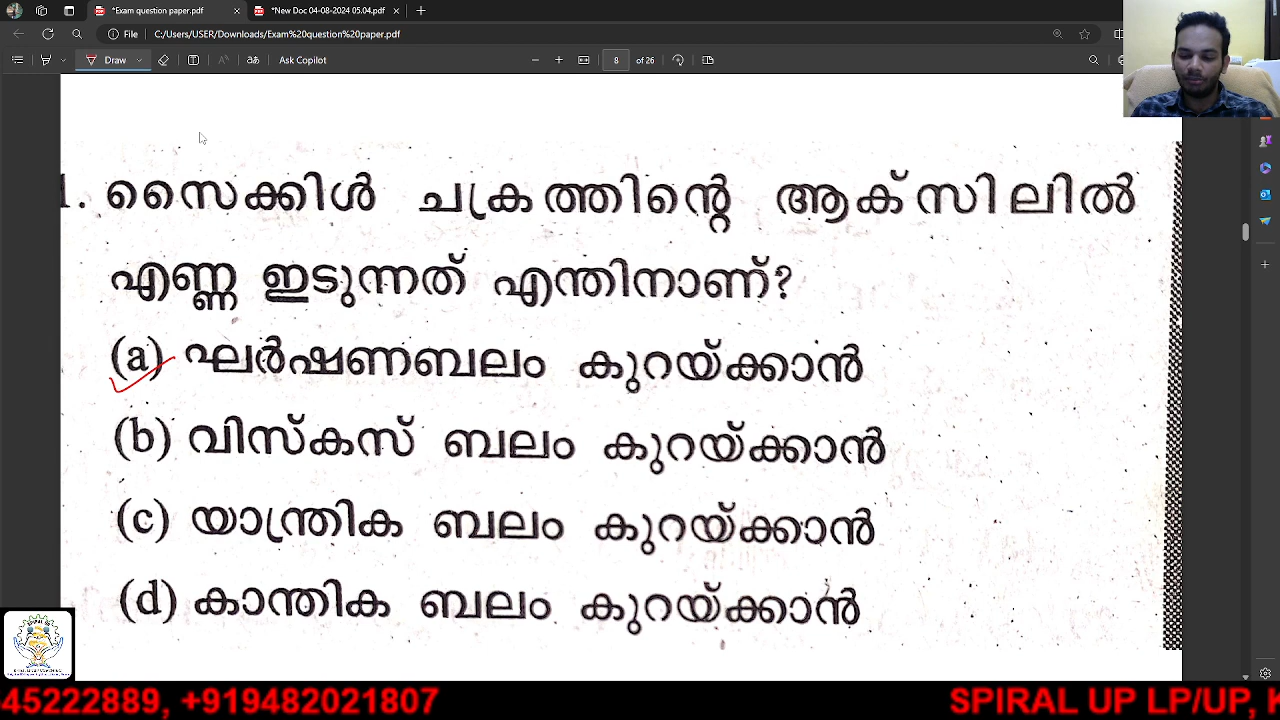 *Exam question paper.pdf
*New Doc 04-08-2024 05.04.pdf
File
C:/Users/USER/Downloads/Exam%20question%20paper.pdf
Draw
Ask Copilot
8 of 26
1. സൈക്കിൾ ചക്രത്തിന്റെ ആക്സിലിൽ
എണ്ണ ഇടുന്നത് എന്തിനാണ്?
(a) ഘർഷണബലം കുറയ്ക്കാൻ
(b) വിസ്കസ് ബലം കുറയ്ക്കാൻ
(c) യാന്ത്രിക ബലം കുറയ്ക്കാൻ
(d) കാന്തിക ബലം കുറയ്ക്കാൻ
45222889, +919482021807 SPIRAL UP LP/UP,